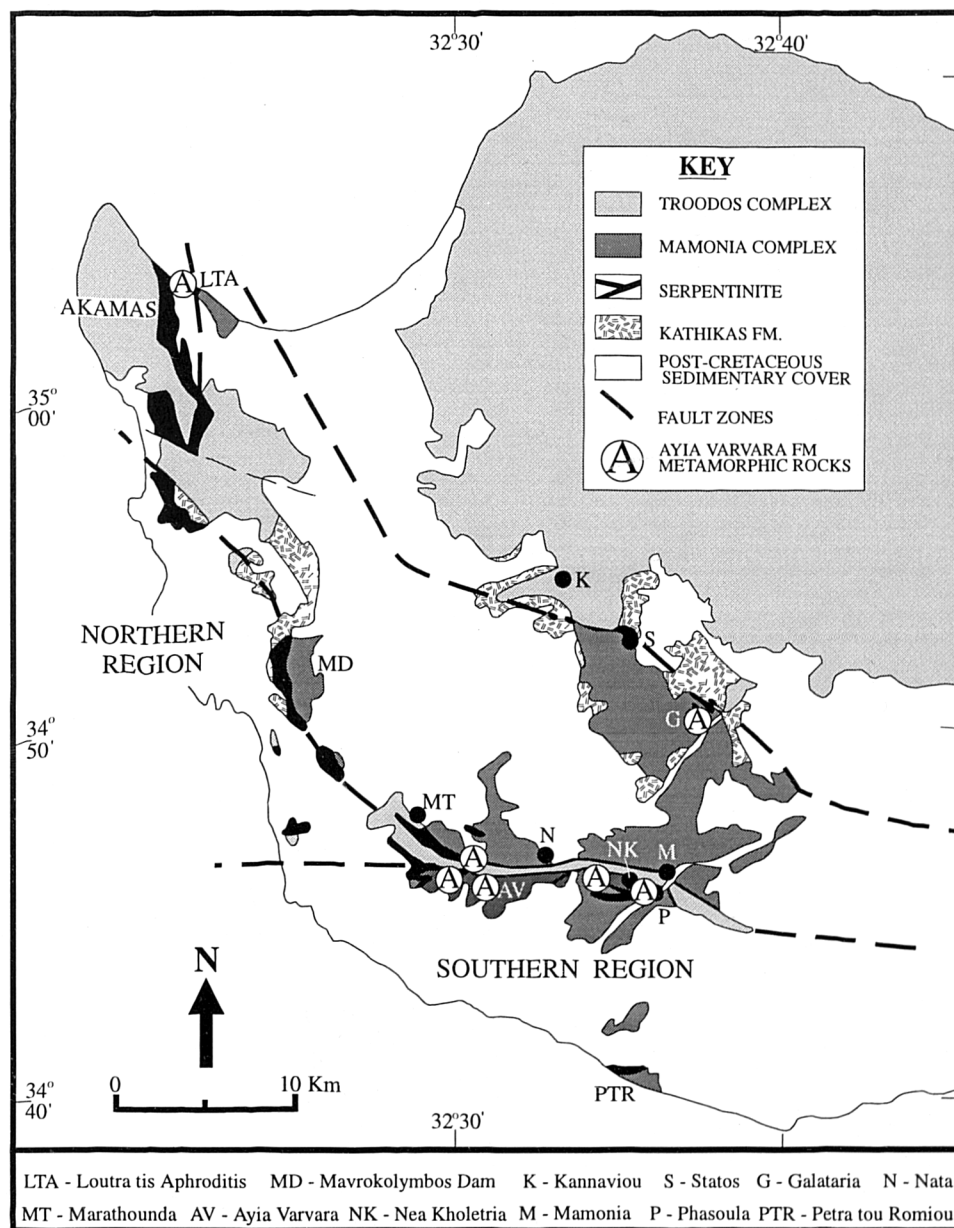 32°30' 32°40'
KEY
TROODOS COMPLEX
MAMONIA COMPLEX
SERPENTINITE
KATHIKAS FM.
POST-CRETACEOUS
SEDIMENTARY COVER
FAULT ZONES
A AYIA VARVARA FM
METAMORPHIC ROCKS
A LTA
AKAMAS
35°
00'
K
NORTHERN
REGION
S
MD
G A
34°
50'
MT
N
NK M
A
A A AV A A
P
SOUTHERN REGION
N
0 10 Km
PTR
34°
40'
32°30'
LTA - Loutra tis Aphroditis MD - Mavrokolymbos Dam K - Kannaviou S - Statos G - Galataria N - Nata
MT - Marathounda AV - Ayia Varvara NK - Nea Kholetria M - Mamonia P - Phasoula PTR - Petra tou Romiou